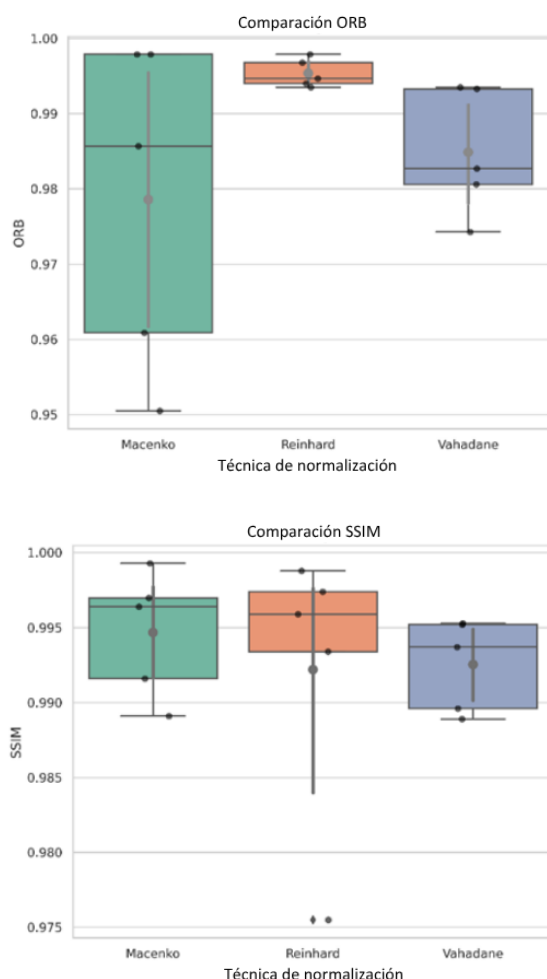 Comparación ORB
1.00
0.99
0.98
0.97
0.96
0.95
ORB
Macenko Reinhard Vahadane
Técnica de normalización
Comparación SSIM
1.000
0.995
0.990
0.985
0.980
0.975
SSIM
Macenko Reinhard Vahadane
Técnica de normalización